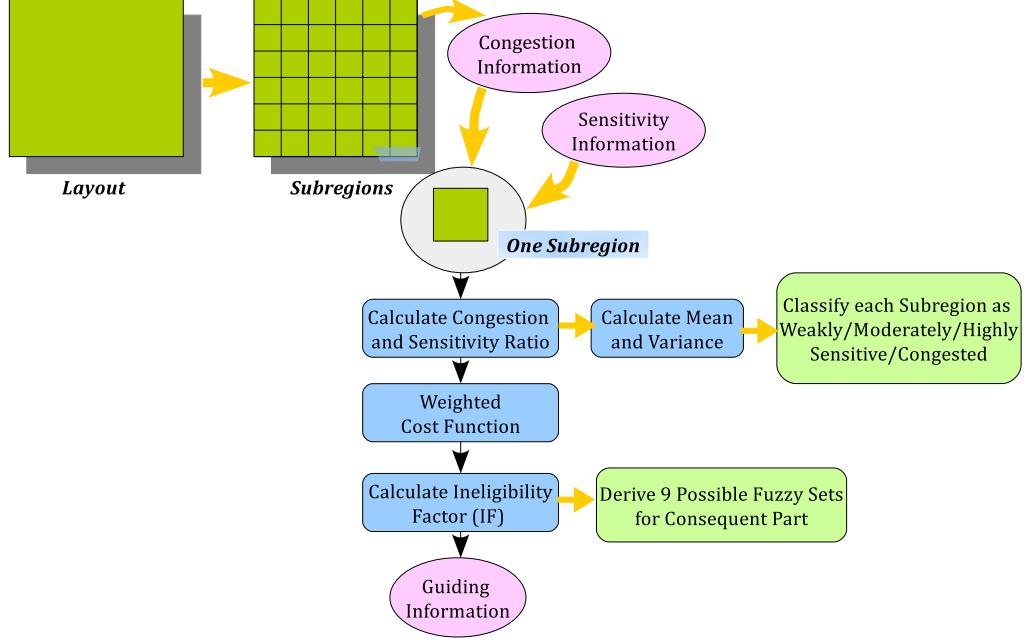 Congestion
Information
Sensitivity
Information
Layout
Subregions
One Subregion
Calculate Congestion
and Sensitivity Ratio
Calculate Mean
and Variance
Classify each Subregion as
Weakly/Moderately/Highly
Sensitive/Congested
Weighted
Cost Function
Calculate Ineligibility
Factor (IF)
Derive 9 Possible Fuzzy Sets
for Consequent Part
Guiding
Information